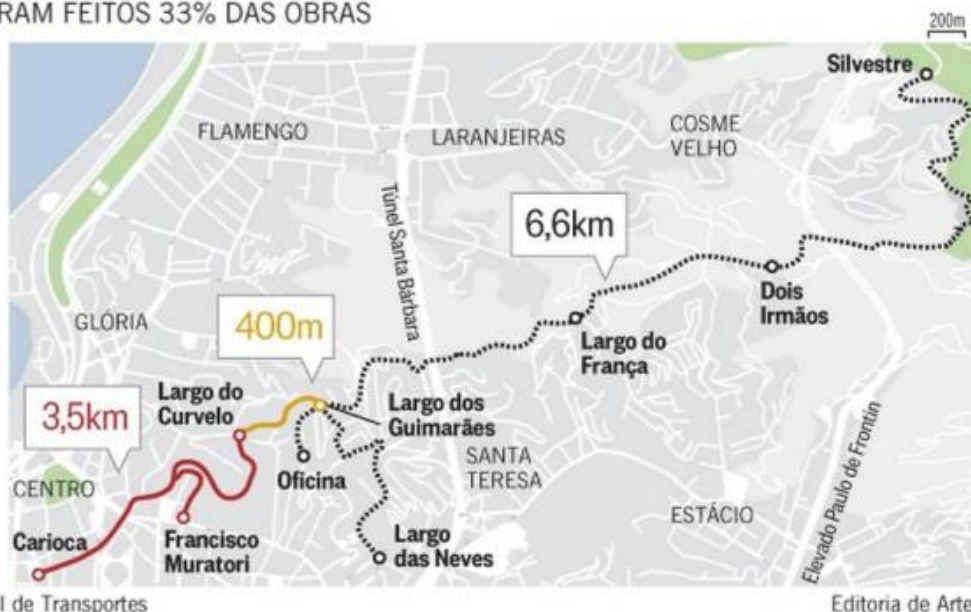 RAM FEITOS 33% DAS OBRAS
200m
Silvestre
FLAMENGO
LARANJEIRAS
COSME
VELHO
Túnel Santa Bárbara
6,6km
Dois
Irmãos
GLÓRIA
400m
Largo do
França
Largo do
Curvelo
3,5km
Largo dos
Guimarães
Oficina
SANTA
TERESA
CENTRO
Elevado Paulo de Frontin
ESTÁCIO
Carioca
Francisco
Muratori
Largo
das Neves
l de Transportes
Editoria de Arte